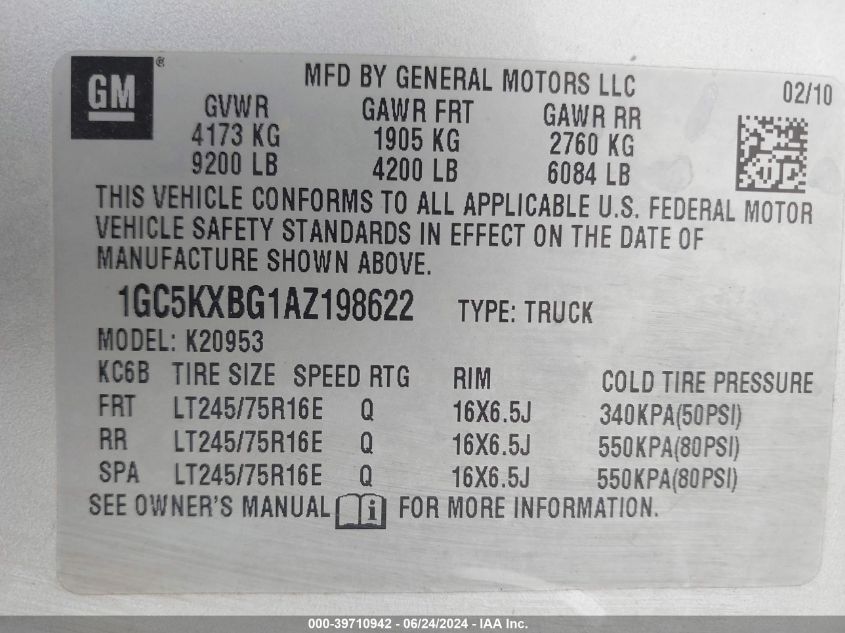 GM ®
MFD BY GENERAL MOTORS LLC 02/10
GVWR GAWR FRT GAWR RR
4173 KG 1905 KG 2760 KG
9200 LB 4200 LB 6084 LB
THIS VEHICLE CONFORMS TO ALL APPLICABLE U.S. FEDERAL MOTOR
VEHICLE SAFETY STANDARDS IN EFFECT ON THE DATE OF
MANUFACTURE SHOWN ABOVE.
1GC5KXBG1AZ198622 TYPE: TRUCK
MODEL: K20953
KC6B TIRE SIZE SPEED RTG RIM COLD TIRE PRESSURE
FRT LT245/75R16E Q 16X6.5J 340KPA(50PSI)
RR LT245/75R16E Q 16X6.5J 550KPA(80PSI)
SPA LT245/75R16E Q 16X6.5J 550KPA(80PSI)
SEE OWNER'S MANUAL i FOR MORE INFORMATION.
000-39710942 - 06/24/2024 - IAA Inc.